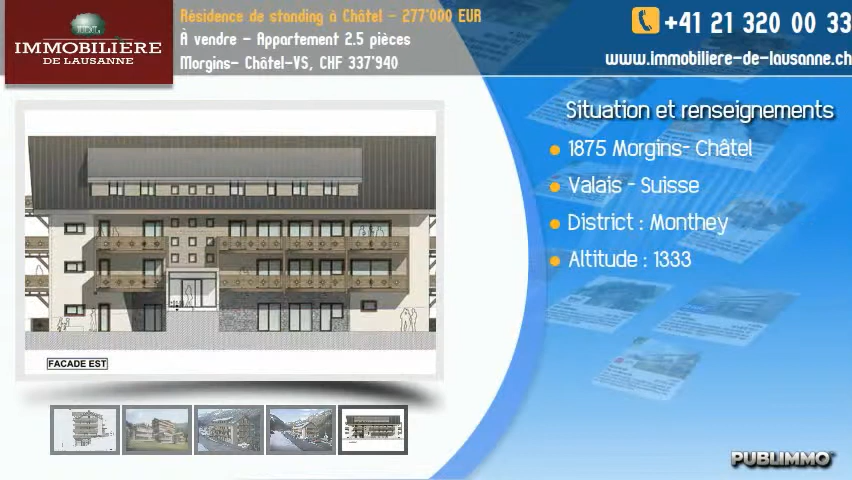 IMMOBILIÈRE
DE LAUSANNE
Résidence de standing à Châtel - 277'000 EUR
À vendre - Appartement 2.5 pièces
Morgins- Châtel-VS, CHF 337'940
+41 21 320 00 33
www.immobiliere-de-lausanne.ch
Situation et renseignements
1875 Morgins- Châtel
Valais - Suisse
District : Monthey
Altitude : 1333
FACADE EST
PUBLIMMO